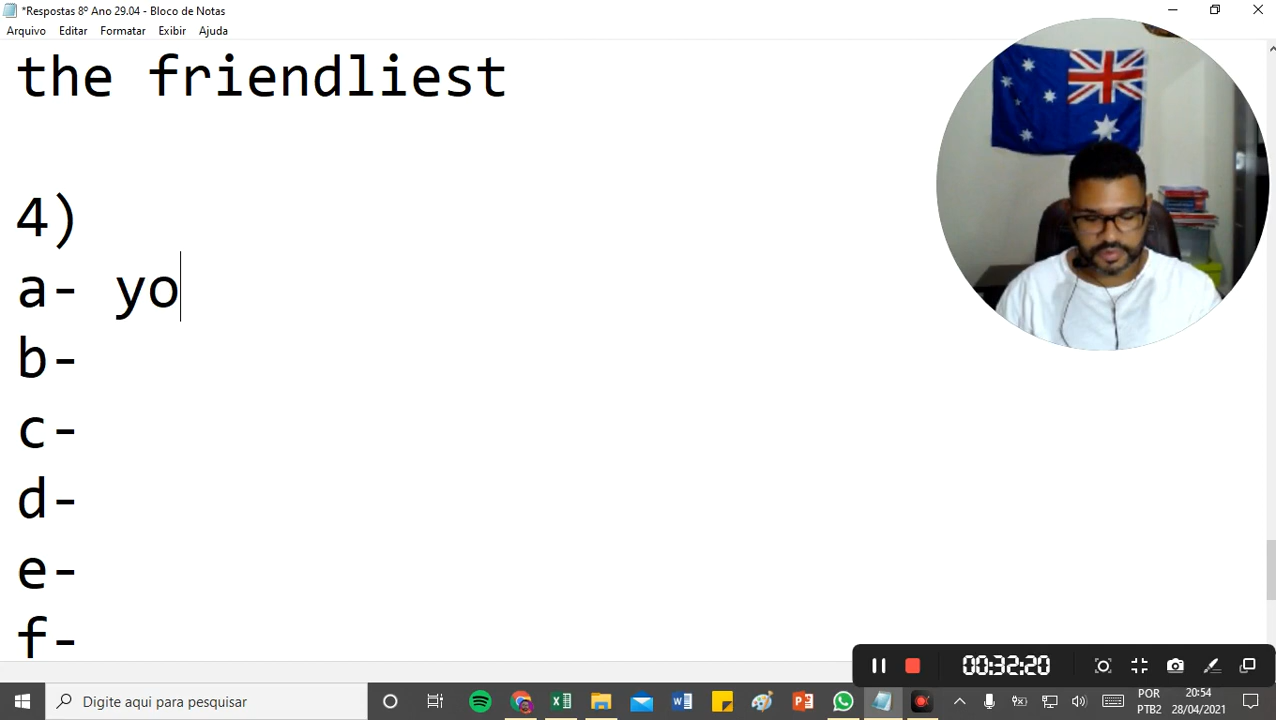 *Respostas 8º Ano 29.04 - Bloco de Notas
Arquivo Editar Formatar Exibir Ajuda
the friendliest
4)
a- yo
b-
c-
d-
e-
f-
00:32:20
Digite aqui para pesquisar
POR
PTB2
20:54
28/04/2021